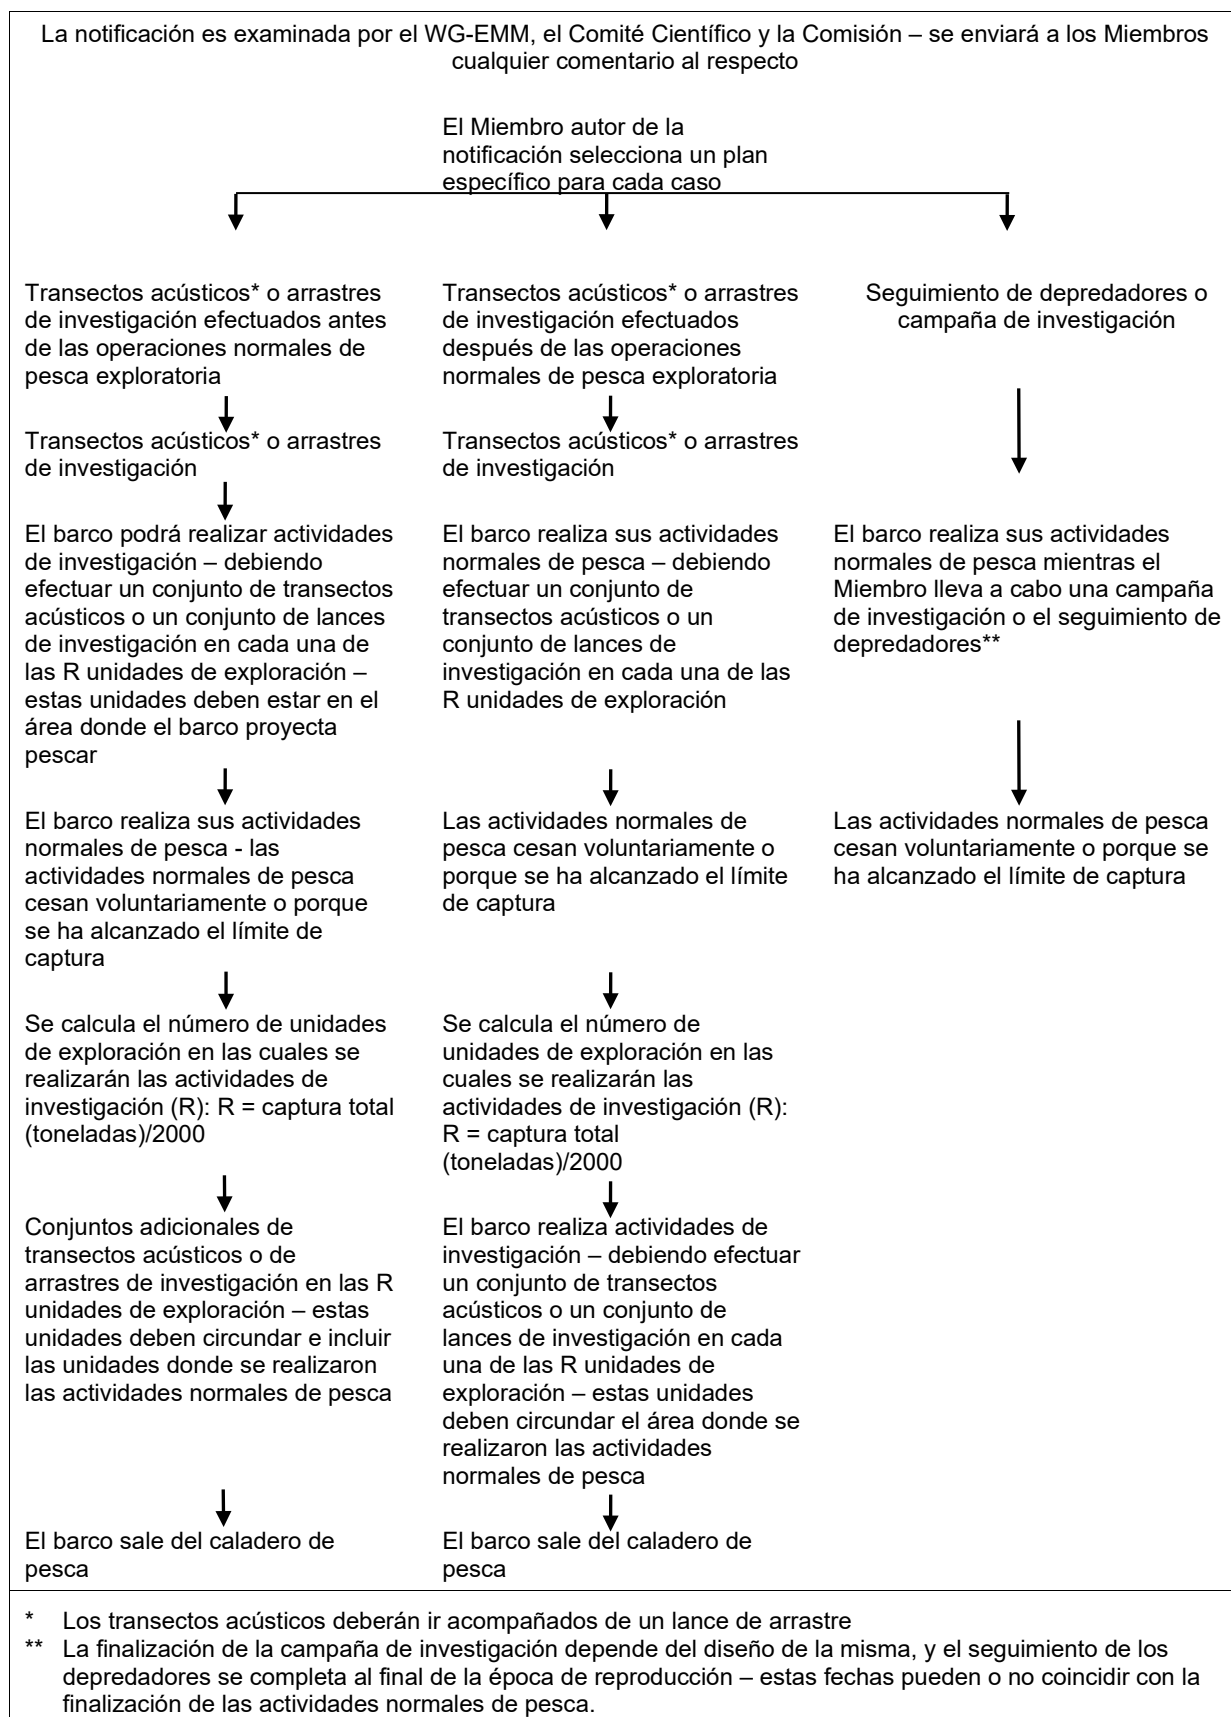 La notificación es examinada por el WG-EMM, el Comité Científico y la Comisión – se enviará a los Miembros
cualquier comentario al respecto
El Miembro autor de la
notificación selecciona un plan
específico para cada caso
Transectos acústicos* o arrastres
de investigación efectuados antes
de las operaciones normales de
pesca exploratoria
Transectos acústicos* o arrastres
de investigación
El barco podrá realizar actividades
de investigación – debiendo
efectuar un conjunto de transectos
acústicos o un conjunto de lances
de investigación en cada una de
las R unidades de exploración –
estas unidades deben estar en el
área donde el barco proyecta
pescar
El barco realiza sus actividades
normales de pesca - las
actividades normales de pesca
cesan voluntariamente o porque
se ha alcanzado el límite de
captura
Se calcula el número de unidades
de exploración en las cuales se
realizarán las actividades de
investigación (R): R = captura total
(toneladas)/2000
Conjuntos adicionales de
transectos acústicos o de
arrastres de investigación en las R
unidades de exploración – estas
unidades deben circundar e incluir
las unidades donde se realizaron
las actividades normales de pesca
El barco sale del caladero de
pesca
Transectos acústicos* o arrastres
de investigación efectuados
después de las operaciones
normales de pesca exploratoria
Transectos acústicos* o arrastres
de investigación
El barco realiza sus actividades
normales de pesca – debiendo
efectuar un conjunto de
transectos acústicos o un
conjunto de lances de
investigación en cada una de las
R unidades de exploración
Las actividades normales de
pesca cesan voluntariamente o
porque se ha alcanzado el límite
de captura
Se calcula el número de
unidades de exploración en las
cuales se realizarán las
actividades de investigación (R):
R = captura total
(toneladas)/2000
El barco realiza actividades de
investigación – debiendo efectuar
un conjunto de transectos
acústicos o un conjunto de
lances de investigación en cada
una de las R unidades de
exploración – estas unidades
deben circundar el área donde se
realizaron las actividades
normales de pesca
El barco sale del caladero de
pesca
Seguimiento de depredadores o
campaña de investigación
El barco realiza sus actividades
normales de pesca mientras el
Miembro lleva a cabo una campaña
de investigación o el seguimiento de
depredadores**
Las actividades normales de pesca
cesan voluntariamente o porque se
ha alcanzado el límite de captura
* Los transectos acústicos deberán ir acompañados de un lance de arrastre
** La finalización de la campaña de investigación depende del diseño de la misma, y el seguimiento de los
depredadores se completa al final de la época de reproducción – estas fechas pueden o no coincidir con la
finalización de las actividades normales de pesca.